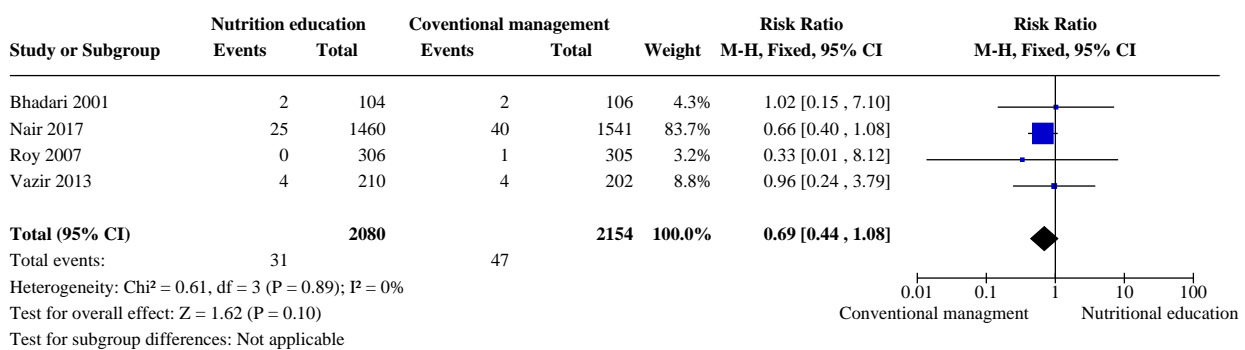 Nutrition education Coventional management Risk Ratio Risk Ratio
Study or Subgroup Events Total Events Total Weight M-H, Fixed, 95% CI M-H, Fixed, 95% CI
Bhadari 2001 2 104 2 106 4.3% 1.02 [0.15 , 7.10]
Nair 2017 25 1460 40 1541 83.7% 0.66 [0.40 , 1.08]
Roy 2007 0 306 1 305 3.2% 0.33 [0.01 , 8.12]
Vazir 2013 4 210 4 202 8.8% 0.96 [0.24 , 3.79]
Total (95% CI) 2080 2154 100.0% 0.69 [0.44 , 1.08]
Total events: 31 47
Heterogeneity: Chi² = 0.61, df = 3 (P = 0.89); I² = 0%
0.01 0.1 1 10 100
Test for overall effect: Z = 1.62 (P = 0.10)
Conventional managment Nutritional education
Test for subgroup differences: Not applicable